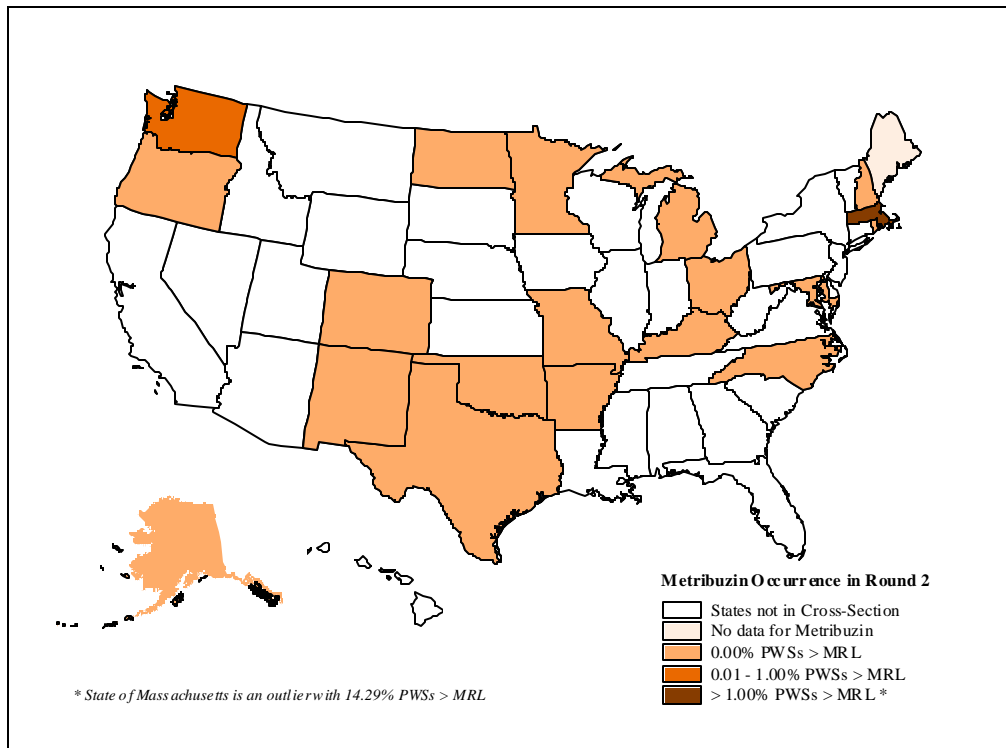 Metribuzin Occurrence in Round 2
States not in Cross-Section
No data for Metribuzin
0.00% PWSs > MRL
0.01 - 1.00% PWSs > MRL
> 1.00% PWSs > MRL *
* State of Massachusetts is an outlier with 14.29% PWSs > MRL